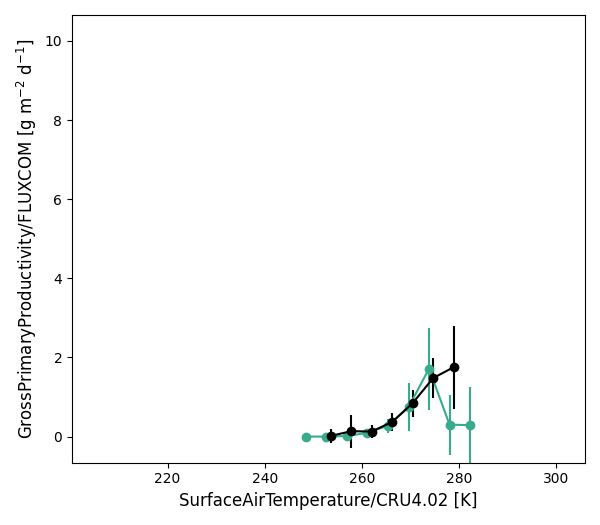 GrossPrimaryProductivity/FLUXCOM [g m⁻² d⁻¹]
10
8
6
4
2
0
220 240 260 280 300
SurfaceAirTemperature/CRU4.02 [K]